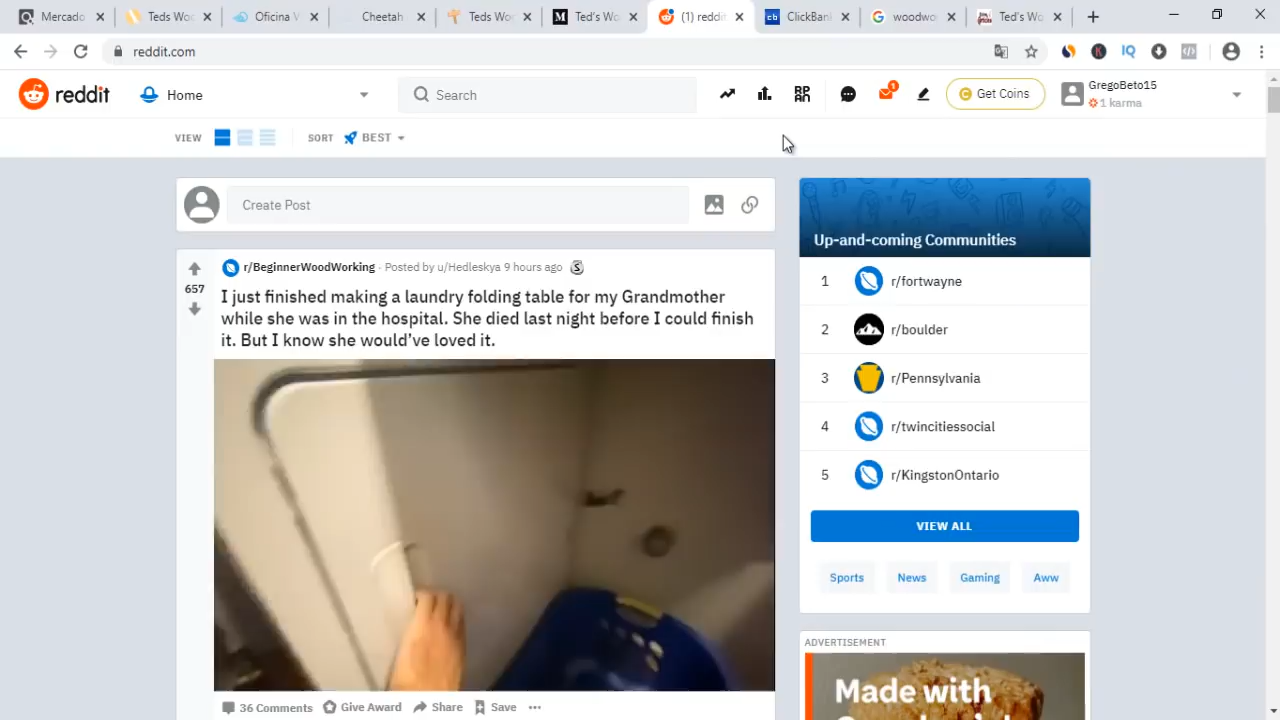 Mercado
Teds Woo
Oficina V
Cheetah
Teds Wo
Ted's Wo
(1) reddi
ClickBank
woodwo
Ted's Wo
reddit.com
reddit
Home
Search
1
Get Coins
GregoBeto15
1 karma
VIEW
SORT
BEST
Create Post
Up-and-coming Communities
r/BeginnerWoodWorking · Posted by u/Hedleskya 9 hours ago
657
I just finished making a laundry folding table for my Grandmother
while she was in the hospital. She died last night before I could finish
it. But I know she would've loved it.
1 r/fortwayne
2 r/boulder
3 r/Pennsylvania
4 r/twincitiessocial
5 r/KingstonOntario
VIEW ALL
Sports News Gaming Aww
ADVERTISEMENT
Made with
36 Comments Give Award Share Save